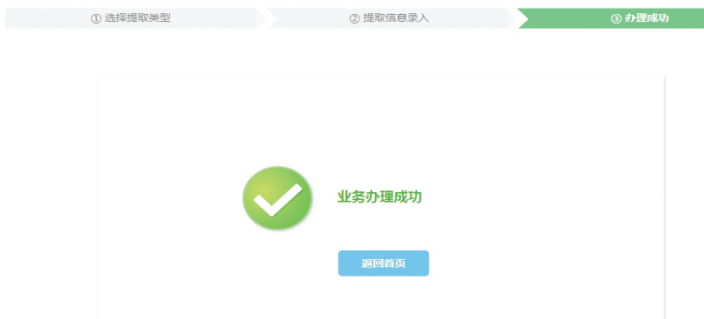 ① 选择提取类型
② 提取信息录入
③ 办理成功
业务办理成功
返回首页